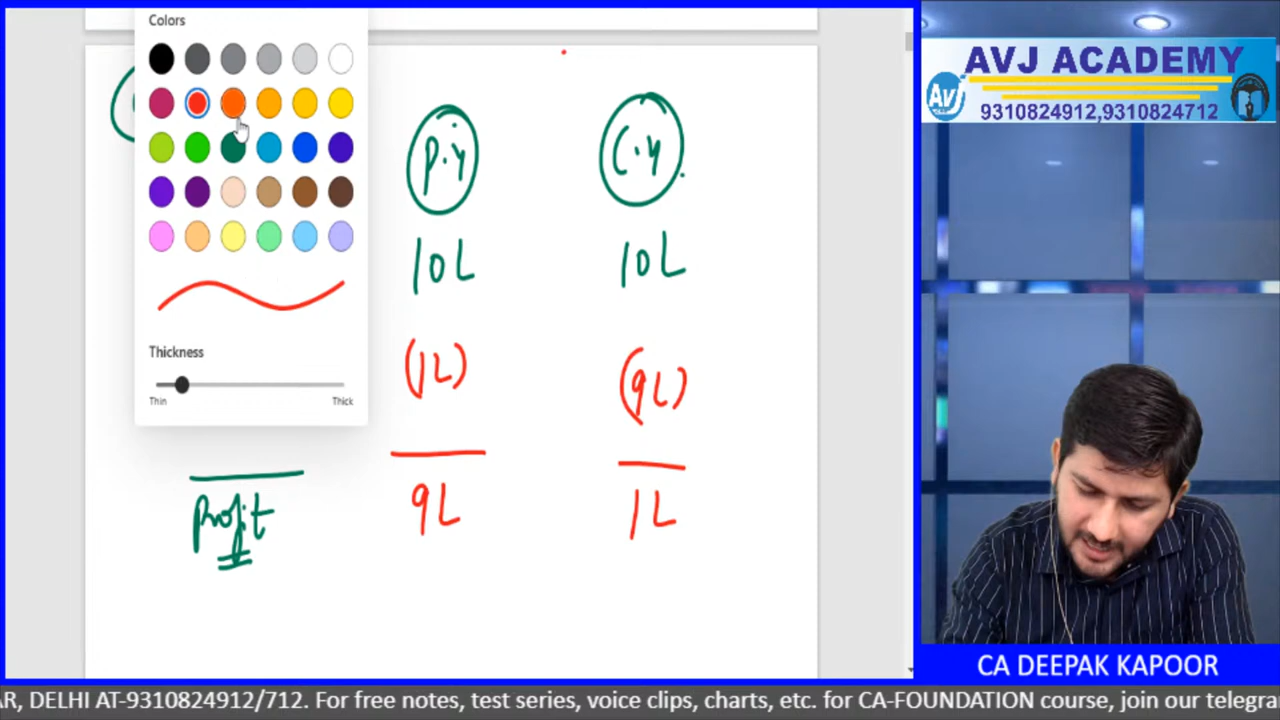 Colors
AVJ ACADEMY
AVJ
9310824912,9310824712
P.Y
C.Y.
10L
10L
(1L)
(9L)
Thickness
Thin
Thick
Profit
9L
1L
CA DEEPAK KAPOOR
AR, DELHI AT-9310824912/712. For free notes, test series, voice clips, charts, etc. for CA-FOUNDATION course, join our telegra